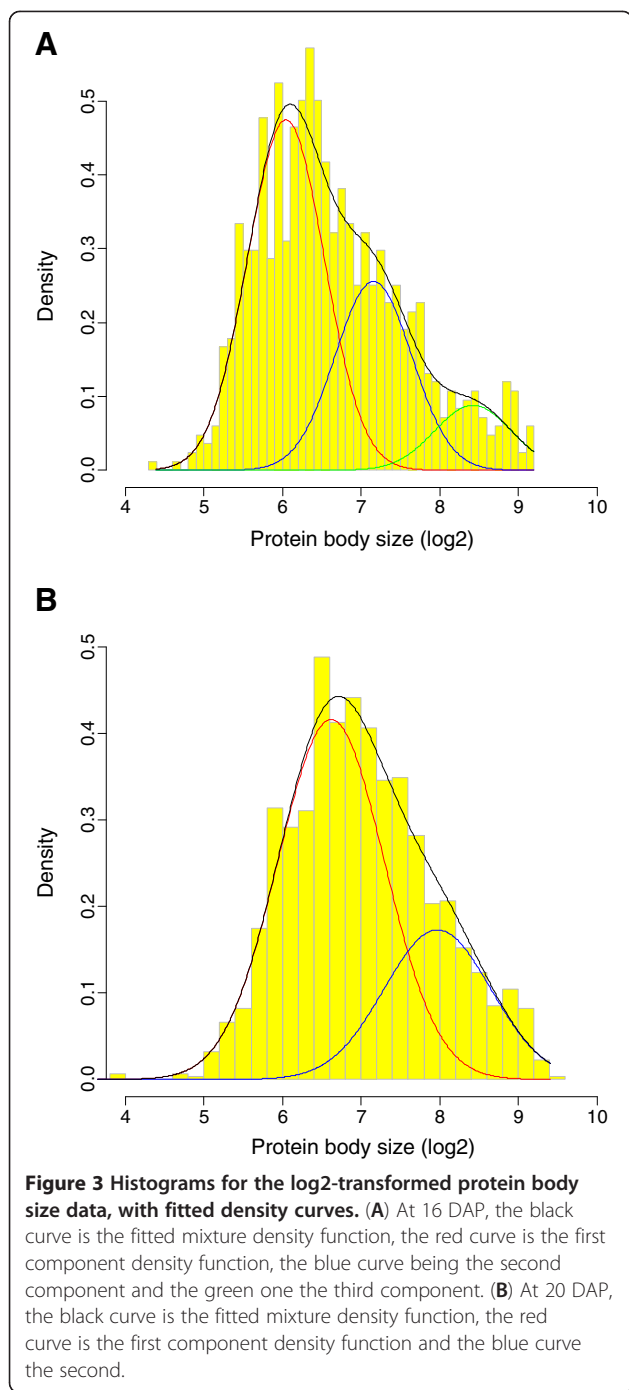 A
0.5
0.4
0.3
0.2
0.1
0.0
Density
4 5 6 7 8 9 10
Protein body size (log2)
B
0.5
0.4
0.3
0.2
0.1
0.0
Density
4 5 6 7 8 9 10
Protein body size (log2)
Figure 3 Histograms for the log2-transformed protein body
size data, with fitted density curves. (A) At 16 DAP, the black
curve is the fitted mixture density function, the red curve is the first
component density function, the blue curve being the second
component and the green one the third component. (B) At 20 DAP,
the black curve is the fitted mixture density function, the red
curve is the first component density function and the blue curve
the second.